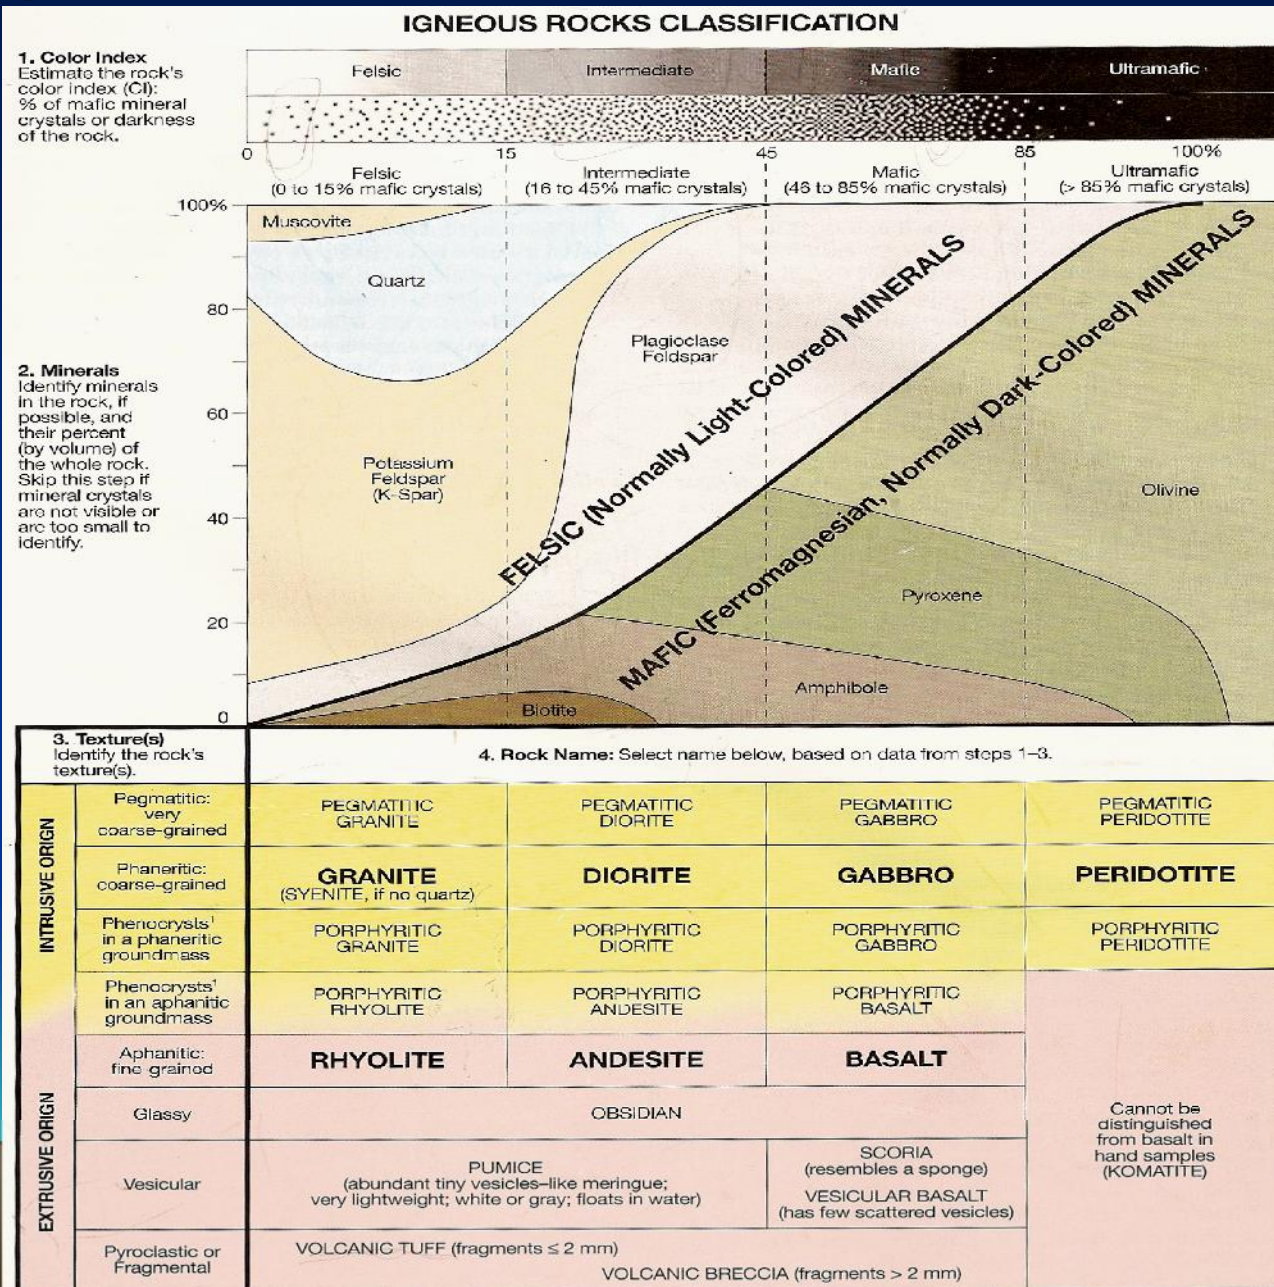 IGNEOUS ROCKS CLASSIFICATION
1. Color Index
Estimate the rock's
color index (CI):
% of mafic mineral
crystals or darkness
of the rock.
Felsic
Intermediate
Mafic
Ultramafic
0
15
45
85
100%
Felsic
(0 to 15% mafic crystals)
Intermediate
(16 to 45% mafic crystals)
Mafic
(46 to 85% mafic crystals)
Ultramafic
(> 85% mafic crystals)
2. Minerals
Identify minerals
in the rock, if
possible, and
their percent
(by volume) of
the whole rock.
Skip this step if
mineral crystals
are not visible or
are too small to
identify.
100%
80
60
40
20
0
Muscovite
Quartz
Potassium
Feldspar
(K-Spar)
Plagioclase
Feldspar
FELSIC (Normally Light-Colored) MINERALS
MAFIC (Ferromagnesian, Normally Dark-Colored) MINERALS
Olivine
Pyroxene
Amphibole
Biotite
3. Texture(s)
Identify the rock's
texture(s).
4. Rock Name: Select name below, based on data from steps 1–3.
INTRUSIVE ORIGN
Pegmatitic:
very
coarse-grained
PEGMATITIC
GRANITE
PEGMATITIC
DIORITE
PEGMATITIC
GABBRO
PEGMATITIC
PERIDOTITE
Phaneritic:
coarse-grained
GRANITE
(SYENITE, if no quartz)
DIORITE
GABBRO
PERIDOTITE
Phenocrysts¹
in a phaneritic
groundmass
PORPHYRITIC
GRANITE
PORPHYRITIC
DIORITE
PORPHYRITIC
GABBRO
PORPHYRITIC
PERIDOTITE
Phenocrysts¹
in an aphanitic
groundmass
PORPHYRITIC
RHYOLITE
PORPHYRITIC
ANDESITE
PORPHYRITIC
BASALT
EXTRUSIVE ORIGN
Aphanitic:
fine-grained
RHYOLITE
ANDESITE
BASALT
Glassy
OBSIDIAN
Cannot be
distinguished
from basalt in
hand samples
(KOMATITE)
Vesicular
PUMICE
(abundant tiny vesicles–like meringue;
very lightweight; white or gray; floats in water)
SCORIA
(resembles a sponge)
VESICULAR BASALT
(has few scattered vesicles)
Pyroclastic or
Fragmental
VOLCANIC TUFF (fragments ≤ 2 mm)
VOLCANIC BRECCIA (fragments > 2 mm)